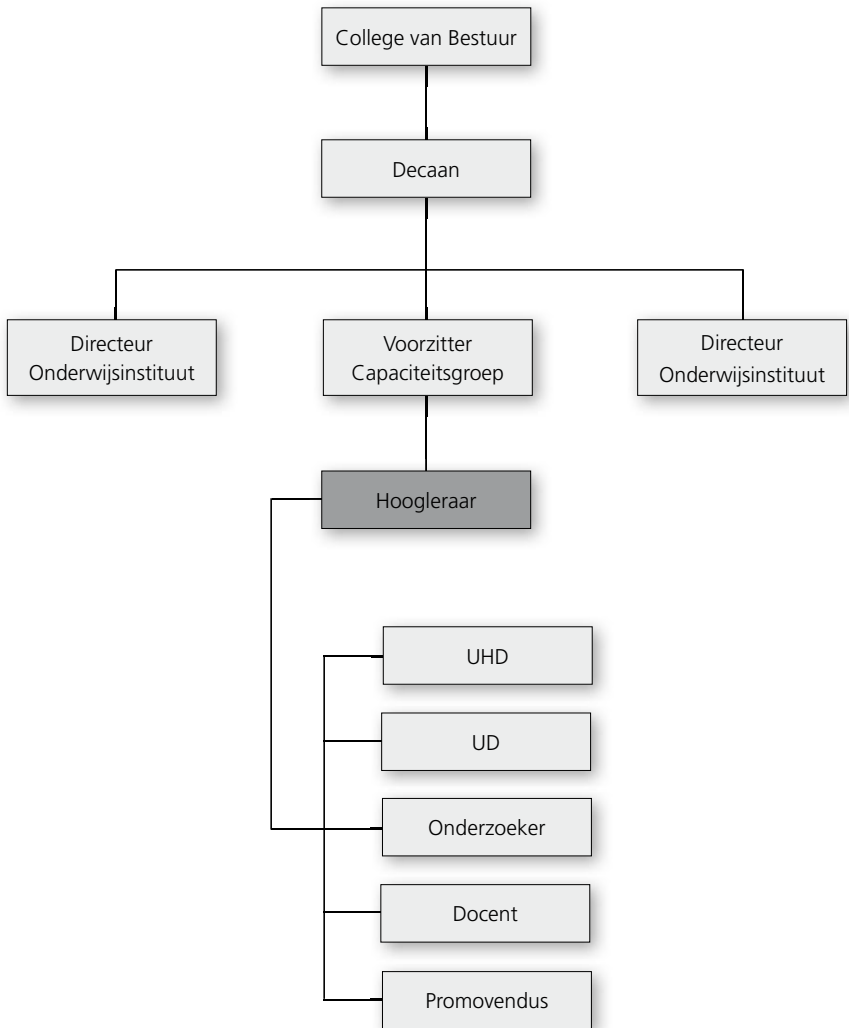 College van Bestuur
Decaan
Directeur
Onderwijsinstituut
Voorzitter
Capaciteitsgroep
Directeur
Onderwijsinstituut
Hoogleraar
UHD
UD
Onderzoeker
Docent
Promovendus